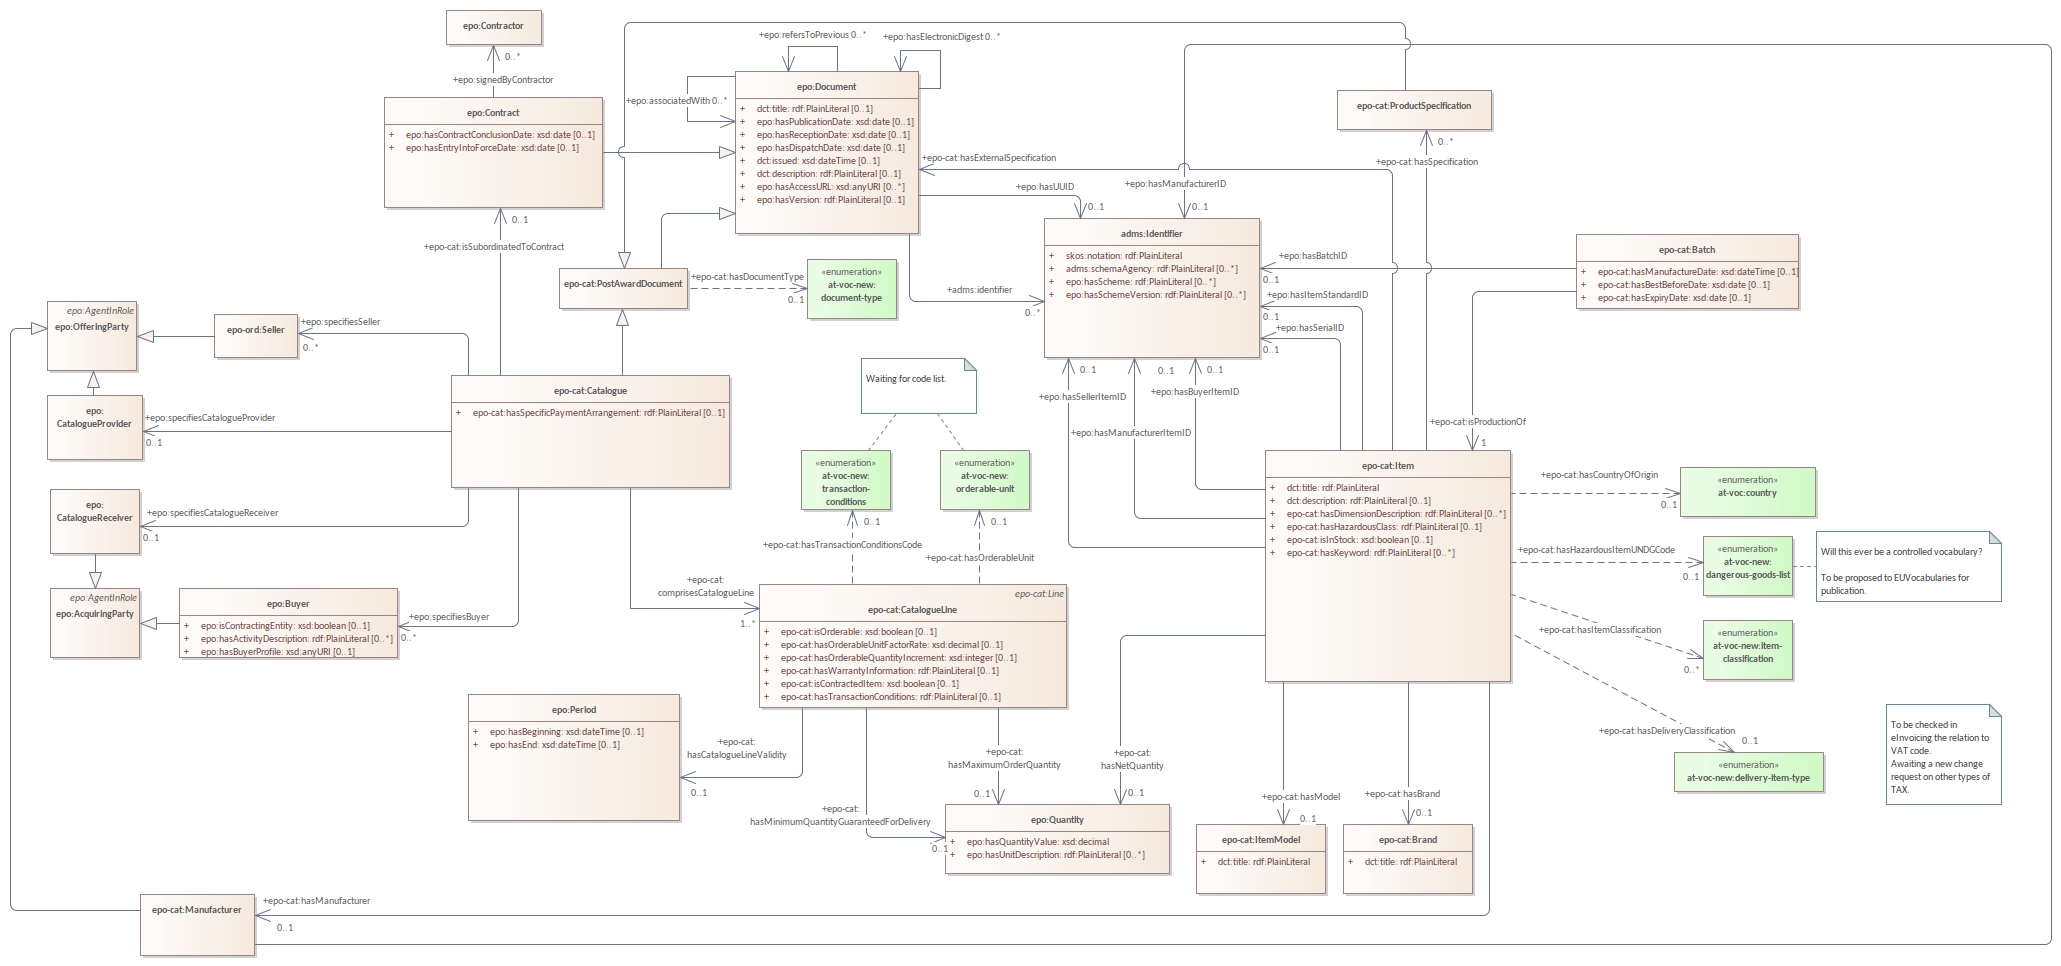 epo:Contractor
0..*
+epo:signedByContractor
epo:Contract
+ epo:hasContractConclusionDate: xsd:date [0..1]
+ epo:hasEntryIntoForceDate: xsd:date [0..1]
0..1
+epo-cat:isSubordinatedToContract
+epo:refersToPrevious 0..*
+epo:hasElectronicDigest 0..*
+epo:associatedWith 0..*
epo:Document
+ dct:title: rdf:PlainLiteral [0..1]
+ epo:hasPublicationDate: xsd:date [0..1]
+ epo:hasReceptionDate: xsd:date [0..1]
+ epo:hasDispatchDate: xsd:date [0..1]
+ dct:issued: xsd:dateTime [0..1]
+ dct:description: rdf:PlainLiteral [0..1]
+ epo:hasAccessURL: xsd:anyURI [0..*]
+ epo:hasVersion: rdf:PlainLiteral [0..1]
+epo-cat:hasExternalSpecification
+epo:hasUUID
0..1
+epo:hasManufacturerID
0..1
epo-cat:ProductSpecification
0..*
+epo-cat:hasSpecification
adms:Identifier
+ skos:notation: rdf:PlainLiteral
+ adms:schemaAgency: rdf:PlainLiteral [0..*]
+ epo:hasScheme: rdf:PlainLiteral [0..*]
+ epo:hasSchemeVersion: rdf:PlainLiteral [0..*]
+adms:identifier
0..*
+epo:hasBatchID
0..1
+epo:hasItemStandardID
0..1
+epo:hasSerialID
0..1
epo-cat:Batch
+ epo-cat:hasManufactureDate: xsd:dateTime [0..1]
+ epo-cat:hasBestBeforeDate: xsd:date [0..1]
+ epo-cat:hasExpiryDate: xsd:date [0..1]
epo-cat:PostAwardDocument
+epo-cat:hasDocumentType
0..1
«enumeration»
at-voc-new:
document-type
epo:AgentInRole
epo:OfferingParty
epo-ord:Seller
+epo:specifiesSeller
0..*
epo:
CatalogueProvider
+epo:specifiesCatalogueProvider
0..1
epo-cat:Catalogue
+ epo-cat:hasSpecificPaymentArrangement: rdf:PlainLiteral [0..1]
Waiting for code list.
0..1
+epo:hasSellerItemID
0..1
+epo:hasManufacturerItemID
0..1
+epo:hasBuyerItemID
+epo-cat:isProductionOf
1
«enumeration»
at-voc-new:
transaction-
conditions
«enumeration»
at-voc-new:
orderable-unit
0..1
+epo-cat:hasTransactionConditionsCode
0..1
+epo-cat:hasOrderableUnit
epo:
CatalogueReceiver
+epo:specifiesCatalogueReceiver
0..1
epo:AgentInRole
epo:AcquiringParty
epo:Buyer
+ epo:isContractingEntity: xsd:boolean [0..1]
+ epo:hasActivityDescription: rdf:PlainLiteral [0..*]
+ epo:hasBuyerProfile: xsd:anyURI [0..1]
+epo:specifiesBuyer
0..*
+epo-cat:
comprisesCatalogueLine
1..*
epo-cat:Line
epo-cat:CatalogueLine
+ epo-cat:isOrderable: xsd:boolean [0..1]
+ epo-cat:hasOrderableUnitFactorRate: xsd:decimal [0..1]
+ epo-cat:hasOrderableQuantityIncrement: xsd:integer [0..1]
+ epo-cat:hasWarrantyInformation: rdf:PlainLiteral [0..1]
+ epo-cat:isContractedItem: xsd:boolean [0..1]
+ epo-cat:hasTransactionConditions: rdf:PlainLiteral [0..1]
epo-cat:Item
+ dct:title: rdf:PlainLiteral
+ dct:description: rdf:PlainLiteral [0..1]
+ epo-cat:hasDimensionDescription: rdf:PlainLiteral [0..*]
+ epo-cat:hasHazardousClass: rdf:PlainLiteral [0..1]
+ epo-cat:isInStock: xsd:boolean [0..1]
+ epo-cat:hasKeyword: rdf:PlainLiteral [0..*]
+epo-cat:hasCountryOfOrigin
0..1
«enumeration»
at-voc:country
+epo-cat:hasHazardousItemUNDGCode
0..1
«enumeration»
at-voc-new:
dangerous-goods-list
Will this ever be a controlled vocabulary?
To be proposed to EUVocabularies for
publication.
+epo-cat:hasItemClassification
0..*
«enumeration»
at-voc-new:item-
classification
+epo-cat:hasDeliveryClassification
0..1
«enumeration»
at-voc-new:delivery-item-type
To be checked in
eInvoicing the relation to
VAT code.
Awaiting a new change
request on other types of
TAX.
epo:Period
+ epo:hasBeginning: xsd:dateTime [0..1]
+ epo:hasEnd: xsd:dateTime [0..1]
+epo-cat:
hasCatalogueLineValidity
0..1
+epo-cat:
hasMinimumQuantityGuaranteedForDelivery
0..1
+epo-cat:
hasMaximumOrderQuantity
0..1
+epo-cat:
hasNetQuantity
0..1
epo:Quantity
+ epo:hasQuantityValue: xsd:decimal
+ epo:hasUnitDescription: rdf:PlainLiteral [0..*]
+epo-cat:hasModel
0..1
epo-cat:ItemModel
+ dct:title: rdf:PlainLiteral
+epo-cat:hasBrand
0..1
epo-cat:Brand
+ dct:title: rdf:PlainLiteral
epo-cat:Manufacturer
+epo-cat:hasManufacturer
0..1